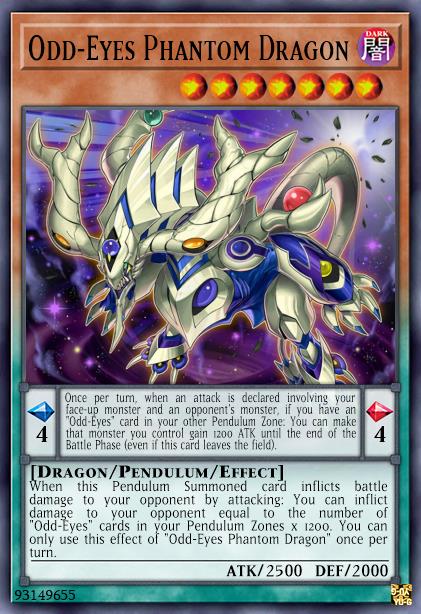 Odd-Eyes Phantom Dragon
DARK
闇
Once per turn, when an attack is declared involving your
face-up monster and an opponent's monster, if you have an
"Odd-Eyes" card in your other Pendulum Zone: You can make
that monster you control gain 1200 ATK until the end of the
Battle Phase (even if this card leaves the field).
4
4
[Dragon/Pendulum/Effect]
When this Pendulum Summoned card inflicts battle
damage to your opponent by attacking: You can inflict
damage to your opponent equal to the number of
"Odd-Eyes" cards in your Pendulum Zones x 1200. You can
only use this effect of "Odd-Eyes Phantom Dragon" once per
turn.
ATK/2500 DEF/2000
93149655